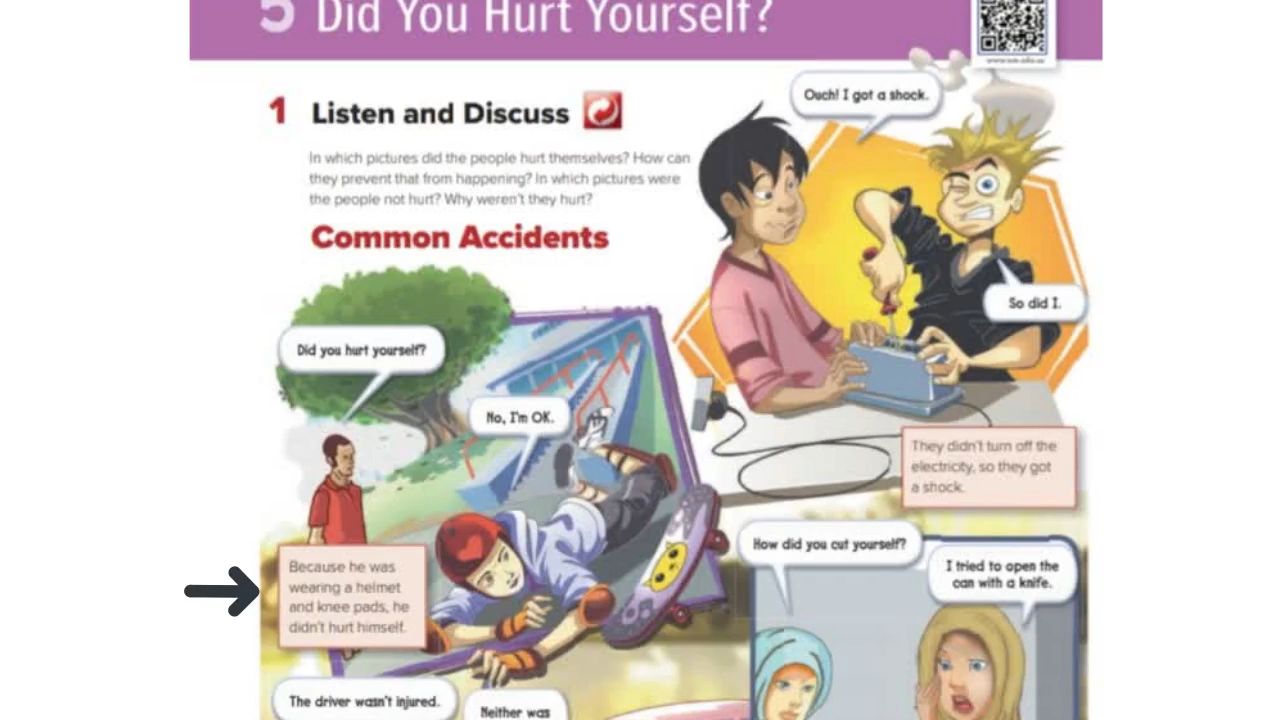 5 Did You Hurt Yourself?
1 Listen and Discuss
In which pictures did the people hurt themselves? How can
they prevent that from happening? In which pictures were
the people not hurt? Why weren't they hurt?
Common Accidents
Ouch! I got a shock.
So did I.
They didn't turn off the
electricity, so they got
a shock.
Did you hurt yourself?
No, I'm OK.
Because he was
wearing a helmet
and knee pads, he
didn't hurt himself.
How did you cut yourself?
I tried to open the
can with a knife.
The driver wasn't injured.
Neither was